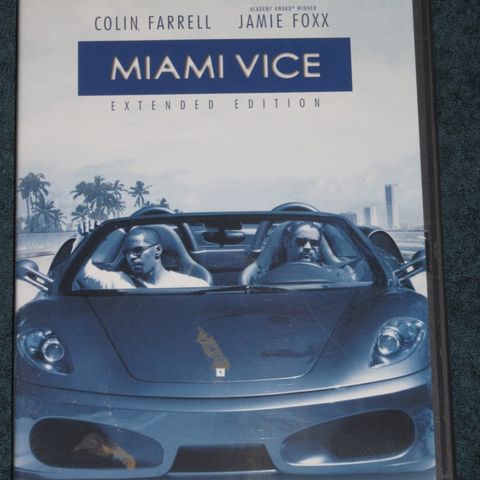 ACADEMY AWARD® WINNER
COLIN FARRELL JAMIE FOXX
MIAMI VICE
EXTENDED EDITION